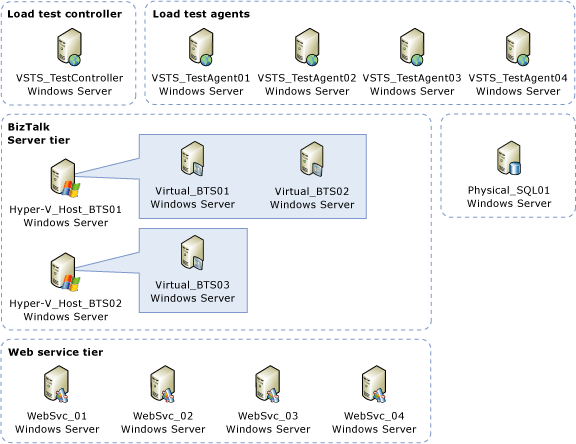 Load test controller
VSTS_TestController
Windows Server
Load test agents
VSTS_TestAgent01
Windows Server
VSTS_TestAgent02
Windows Server
VSTS_TestAgent03
Windows Server
VSTS_TestAgent04
Windows Server
BizTalk
Server tier
Hyper-V_Host_BTS01
Windows Server
Virtual_BTS01
Windows Server
Virtual_BTS02
Windows Server
Physical_SQL01
Windows Server
Hyper-V_Host_BTS02
Windows Server
Virtual_BTS03
Windows Server
Web service tier
WebSvc_01
Windows Server
WebSvc_02
Windows Server
WebSvc_03
Windows Server
WebSvc_04
Windows Server